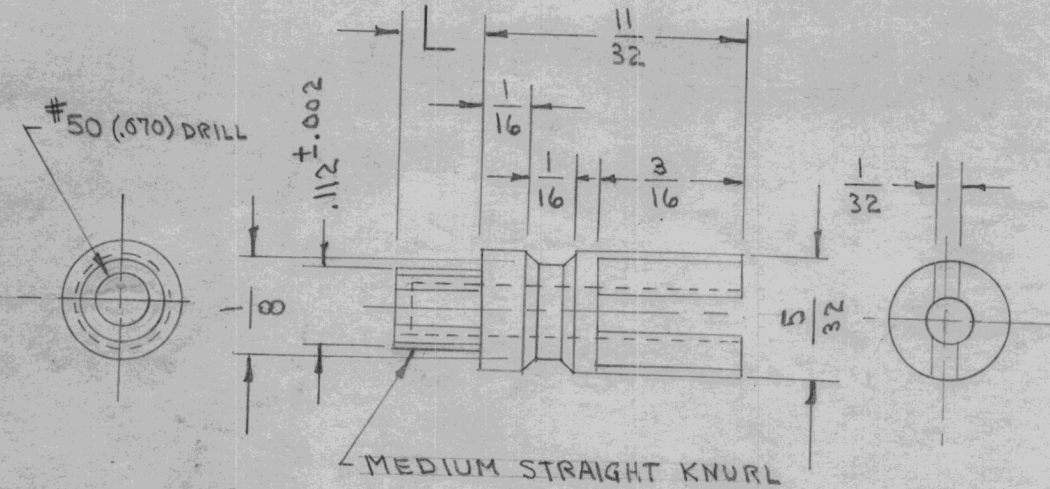 L
11/32
1/16
#50 (.070) DRILL
.112 ±.002
1/16
3/16
1/32
1/8
5/32
MEDIUM STRAIGHT KNURL